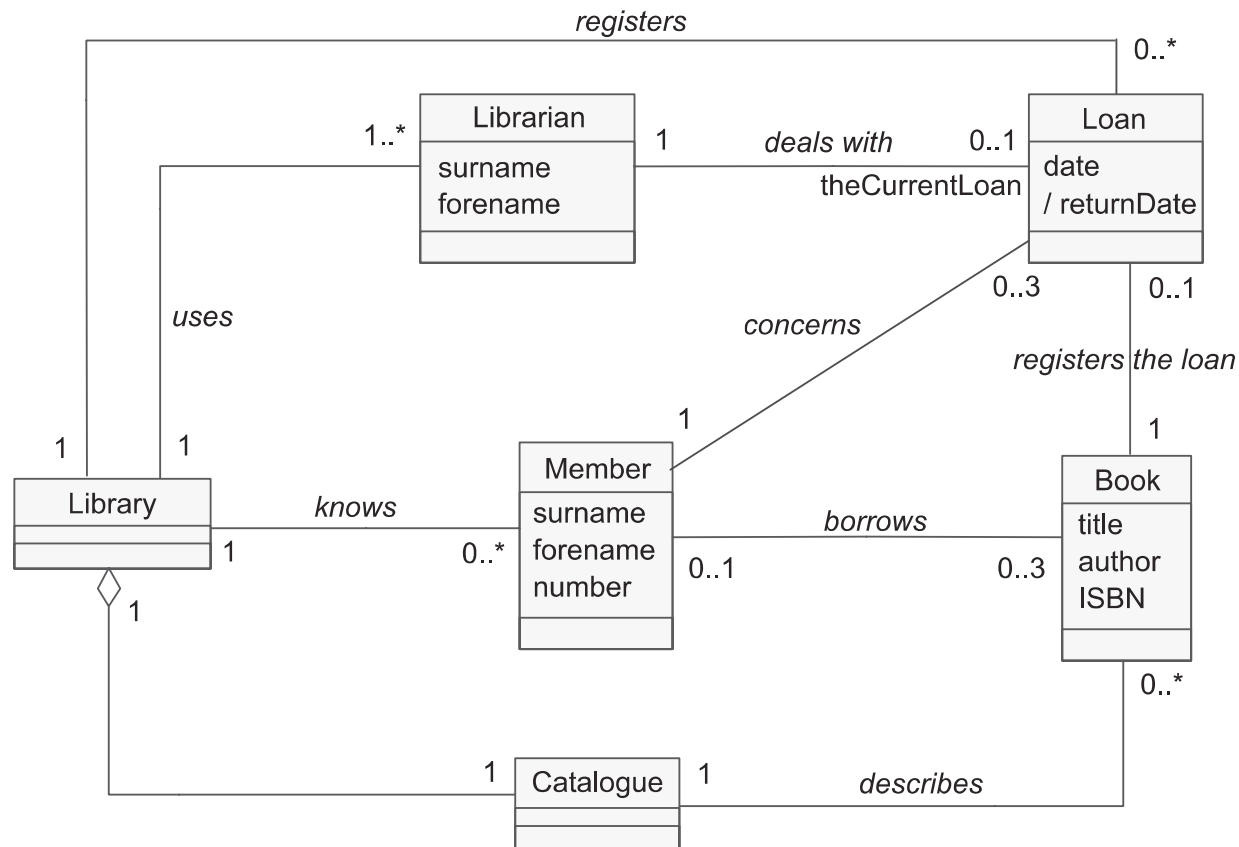 registers
0..*
Librarian
surname
forename
1..*
1
deals with
0..1
theCurrentLoan
Loan
date
/ returnDate
uses
concerns
0..3
0..1
registers the loan
1
1
1
1
Library
1
knows
0..*
Member
surname
forename
number
borrows
0..1
0..3
Book
title
author
ISBN
1
0..*
1
Catalogue
1
describes